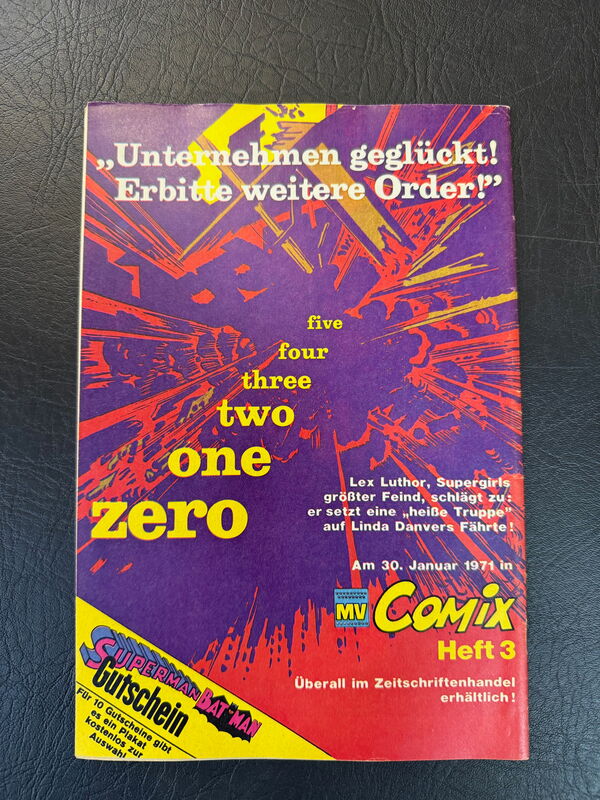 „Unternehmen geglückt!
Erbitte weitere Order!”
five
four
three
two
one
zero
Lex Luthor, Supergirls
größter Feind, schlägt zu:
er setzt eine „heiße Truppe”
auf Linda Danvers Fährte!
Am 30. Januar 1971 in
MV Comix
Heft 3
Überall im Zeitschriftenhandel
erhältlich!
SUPERMAN BATMAN
Gutschein
Für 10 Gutscheine gibt
es ein Plakat
kostenlos zur
Auswahl